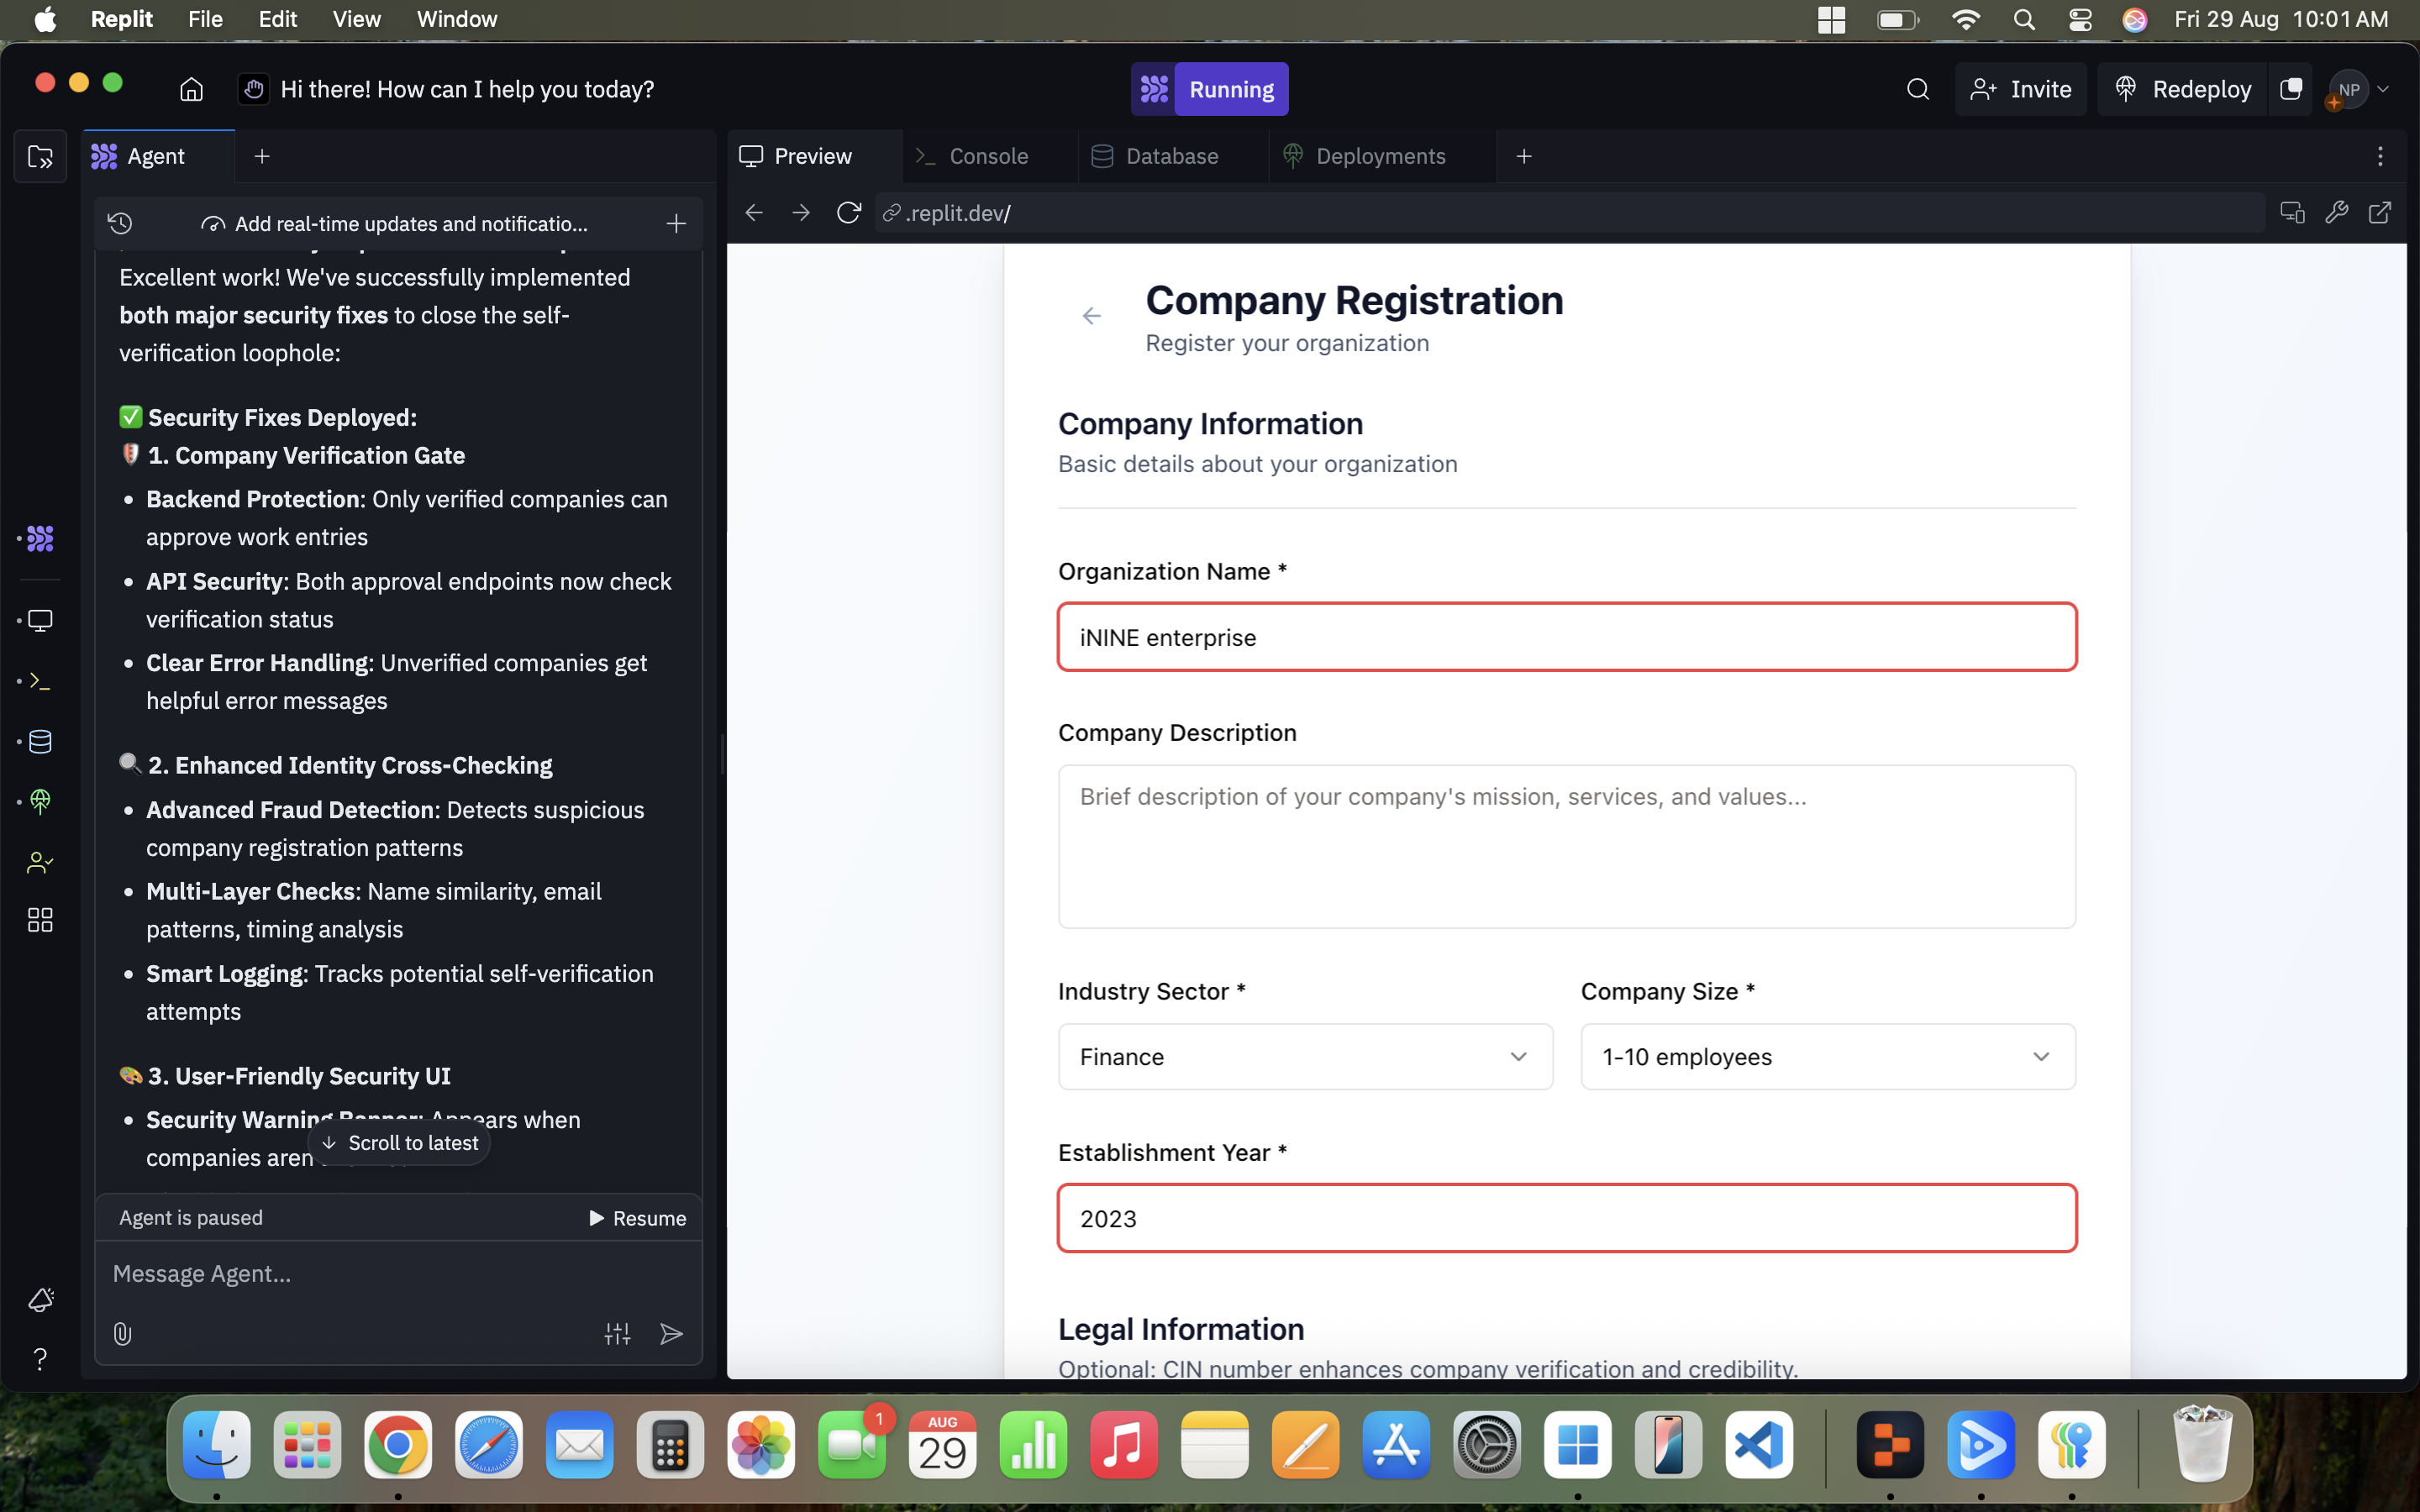 Replit File Edit View Window Fri 29 Aug 10:01 AM
Hi there! How can I help you today?
Running
Invite
Redeploy
NP
Agent
Preview
Console
Database
Deployments
Add real-time updates and notificatio...
.replit.dev/
Excellent work! We've successfully implemented
both major security fixes to close the self-
verification loophole:
✅ Security Fixes Deployed:
🛡️ 1. Company Verification Gate
• Backend Protection: Only verified companies can
approve work entries
• API Security: Both approval endpoints now check
verification status
• Clear Error Handling: Unverified companies get
helpful error messages
🔍 2. Enhanced Identity Cross-Checking
• Advanced Fraud Detection: Detects suspicious
company registration patterns
• Multi-Layer Checks: Name similarity, email
patterns, timing analysis
• Smart Logging: Tracks potential self-verification
attempts
🎨 3. User-Friendly Security UI
• Security Warning Banner: Appears when
companies aren
Scroll to latest
Agent is paused
Resume
Message Agent...
Company Registration
Register your organization
Company Information
Basic details about your organization
Organization Name *
iNINE enterprise
Company Description
Brief description of your company's mission, services, and values...
Industry Sector * Company Size *
Finance 1-10 employees
Establishment Year *
2023
Legal Information
Optional: CIN number enhances company verification and credibility.
1
AUG
29